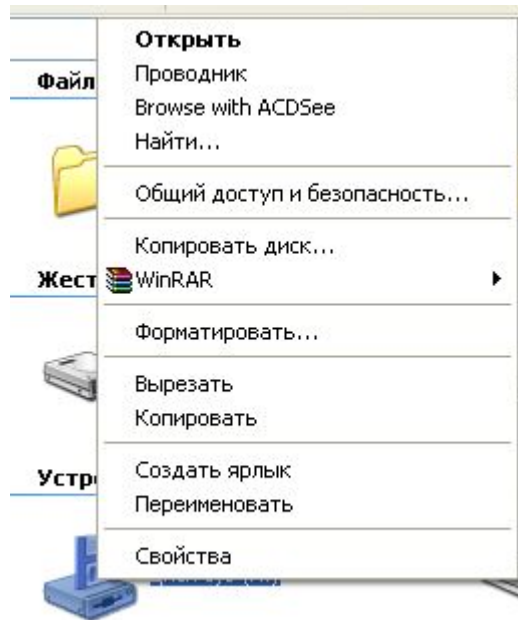 Открыть
Файл
Проводник
Browse with ACDSee
Найти...
Общий доступ и безопасность...
Копировать диск...
Жест
WinRAR
Форматировать...
Вырезать
Копировать
Устр
Создать ярлык
Переименовать
Свойства